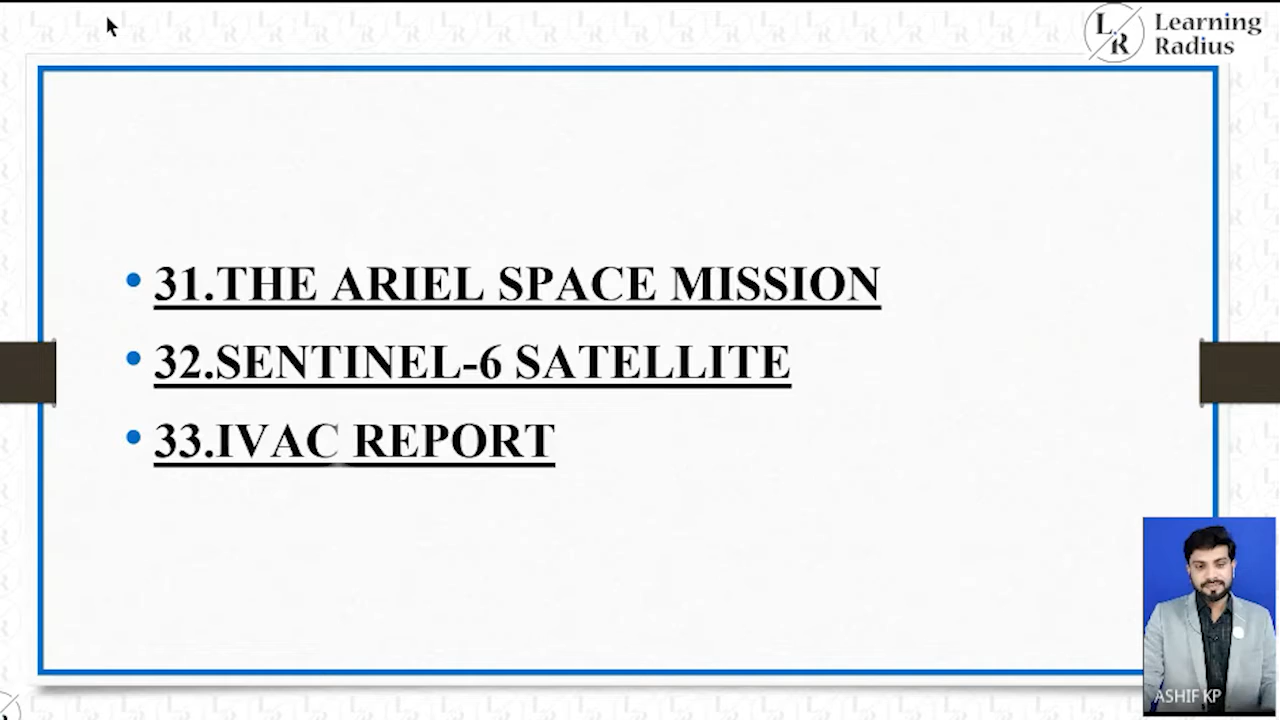 L R Learning
Radius
• 31.THE ARIEL SPACE MISSION
• 32.SENTINEL-6 SATELLITE
• 33.IVAC REPORT
ASHIF KP